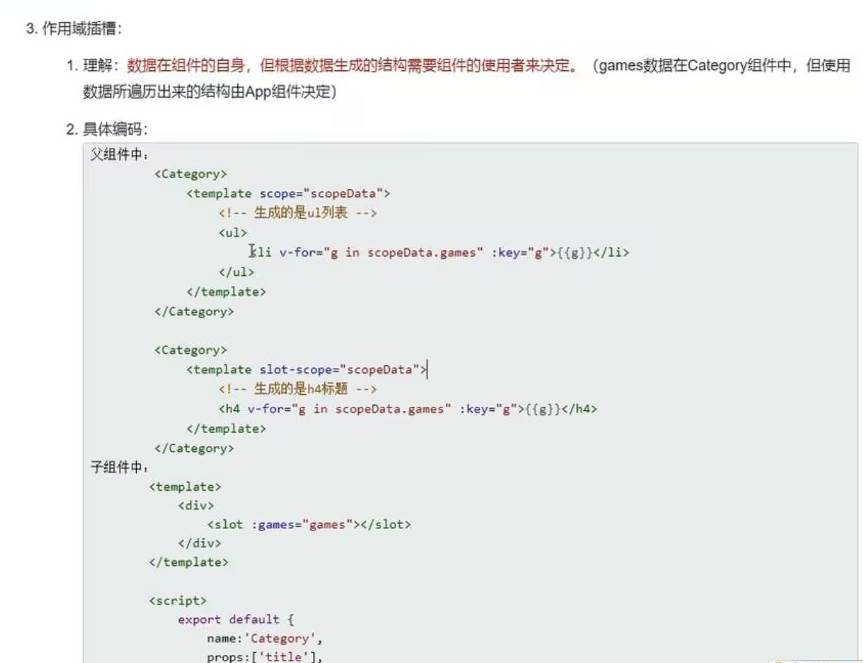 3. 作用域插槽：
1. 理解：数据在组件的自身，但根据数据生成的结构需要组件的使用者来决定。（games数据在Category组件中，但使用
数据所遍历出来的结构由App组件决定）
2. 具体编码：
父组件中：
<Category>
<template scope="scopeData">
<!-- 生成的是ul列表 -->
<ul>
<li v-for="g in scopeData.games" :key="g">{{g}}</li>
</ul>
</template>
</Category>
<Category>
<template slot-scope="scopeData">
<!-- 生成的是h4标题 -->
<h4 v-for="g in scopeData.games" :key="g">{{g}}</h4>
</template>
</Category>
子组件中：
<template>
<div>
<slot :games="games"></slot>
</div>
</template>
<script>
export default {
name:'Category',
props:['title'],